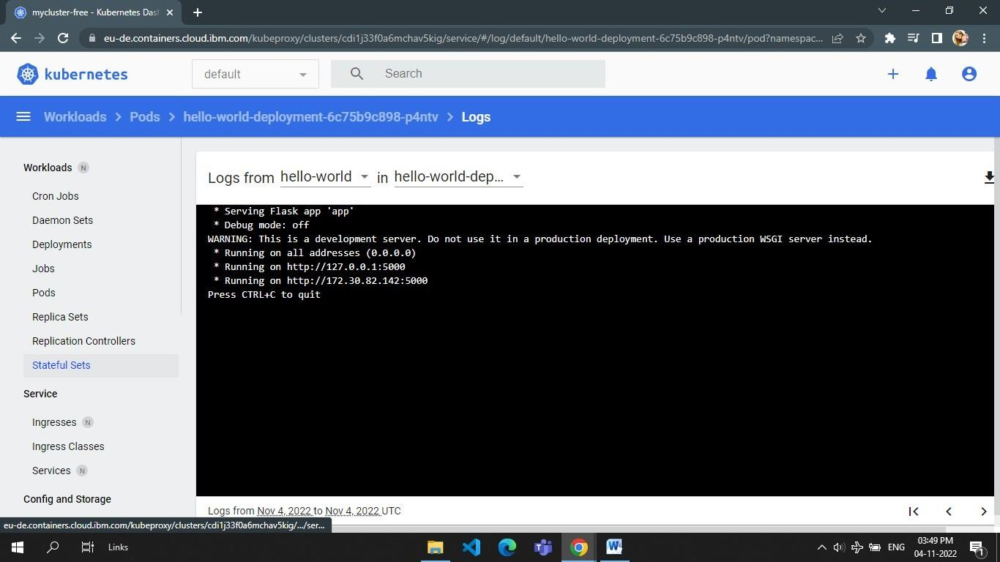 mycluster-free - Kubernetes Das
eu-de.containers.cloud.ibm.com/kubeproxy/clusters/cdi1j33f0a6mchav5kig/service/#/log/default/hello-world-deployment-6c75b9c898-p4ntv/pod?namespac...
kubernetes
default
Search
Workloads > Pods > hello-world-deployment-6c75b9c898-p4ntv > Logs
Workloads N
Cron Jobs
Daemon Sets
Deployments
Jobs
Pods
Replica Sets
Replication Controllers
Stateful Sets
Service
Ingresses N
Ingress Classes
Services N
Config and Storage
Logs from hello-world in hello-world-dep...
* Serving Flask app 'app'
* Debug mode: off
WARNING: This is a development server. Do not use it in a production deployment. Use a production WSGI server instead.
* Running on all addresses (0.0.0.0)
* Running on http://127.0.0.1:5000
* Running on http://172.30.82.142:5000
Press CTRL+C to quit
Logs from Nov 4, 2022 to Nov 4, 2022 UTC
eu-de.containers.cloud.ibm.com/kubeproxy/clusters/cdi1j33f0a6mchav5kig/.../ser...
Links
ENG
03:49 PM
04-11-2022
1